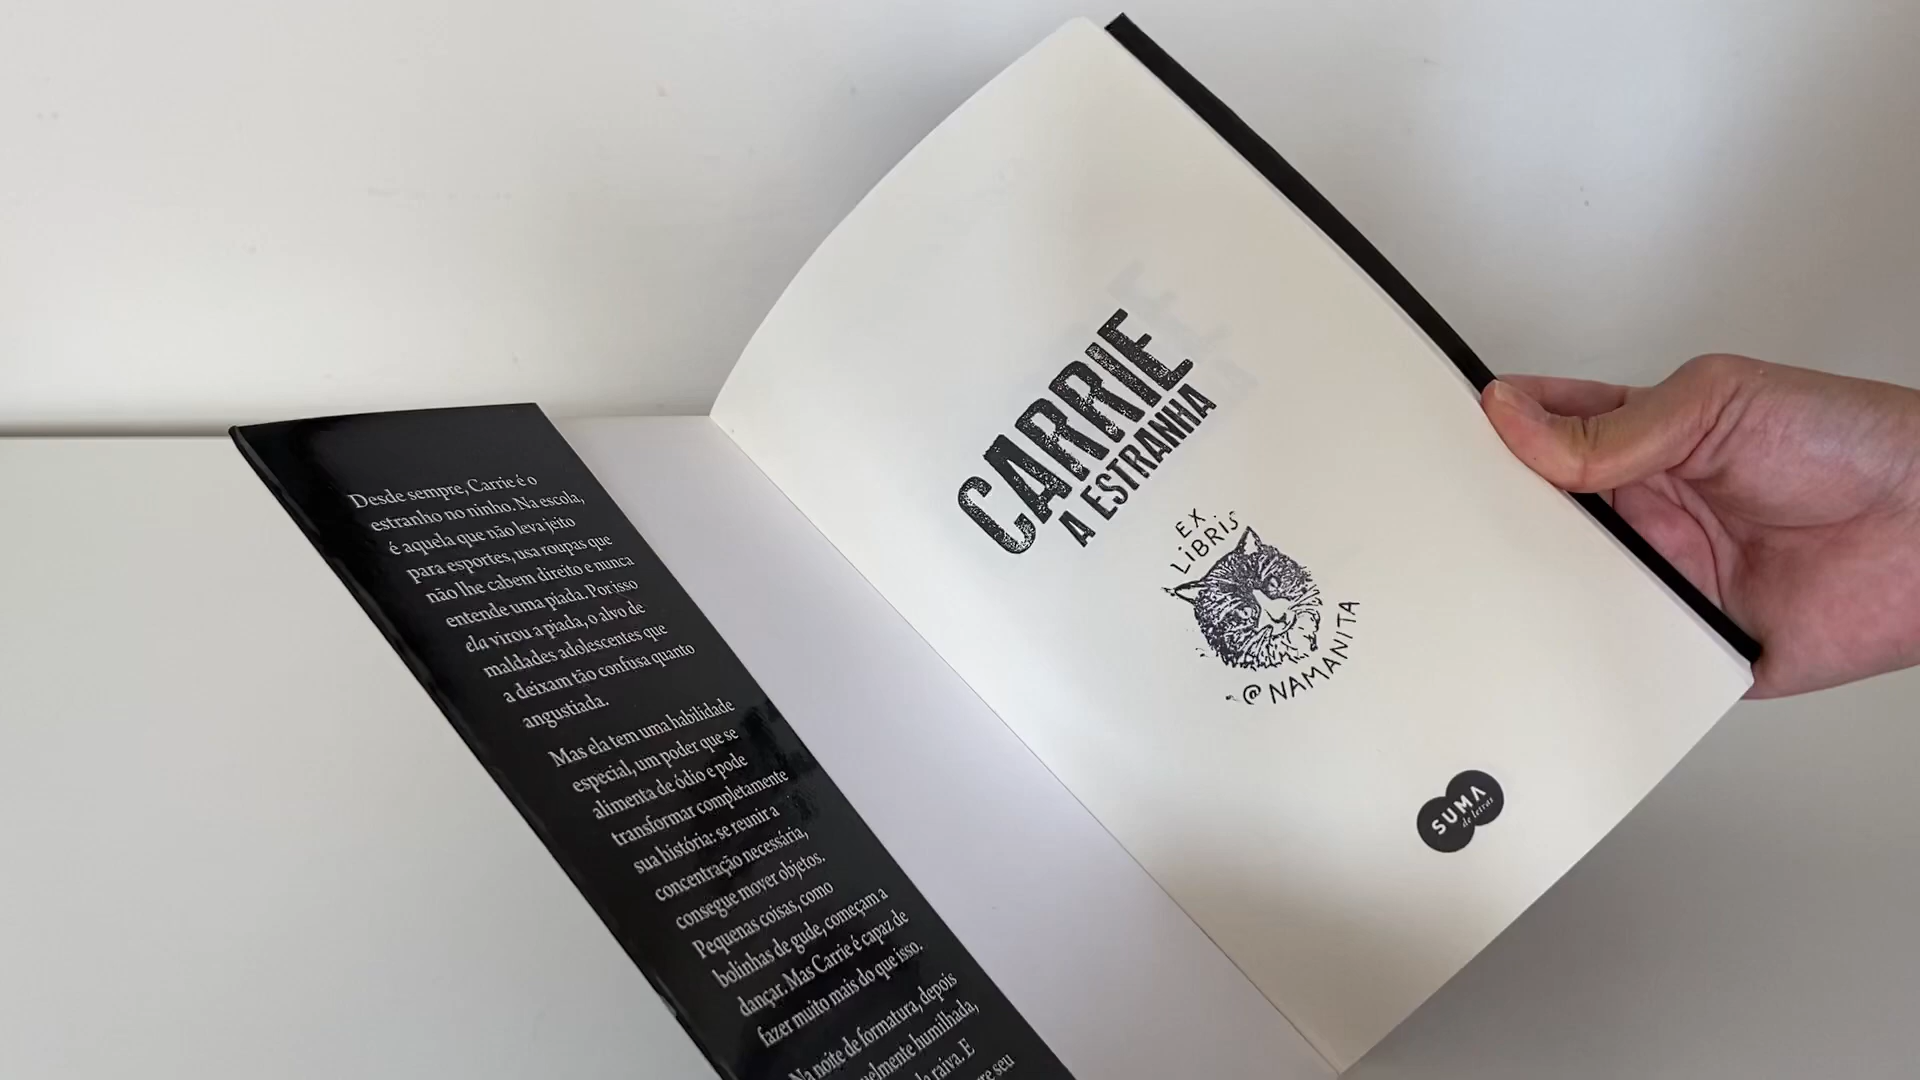 Desde sempre, Carrie é o
estranho no ninho. Na escola,
é aquela que não leva jeito
para esportes, usa roupas que
não lhe cabem direito e nunca
entende uma piada. Por isso
ela virou a piada, o alvo de
maldades adolescentes que
a deixam tão confusa quanto
angustiada.
Mas ela tem uma habilidade
especial, um poder que se
alimenta de ódio e pode
transformar completamente
sua história: se reunir a
concentração necessária,
consegue mover objetos.
Pequenas coisas, como
bolinhas de gude, começam a
dançar. Mas Carrie é capaz de
fazer muito mais do que isso.
Na noite de formatura, depois
humilhada,
raiva. E
seu
CARRIE
A ESTRANHA
EX
LIBRIS
@NAMANITA
SUMA
de letras